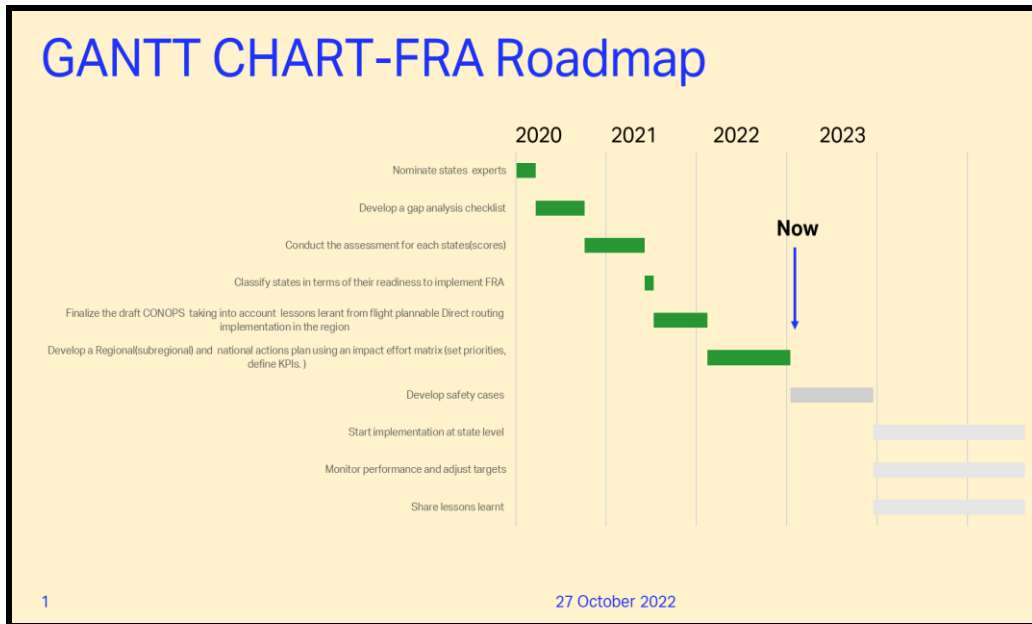 GANTT CHART-FRA Roadmap
2020 2021 2022 2023
Nominate states experts
Develop a gap analysis checklist
Now
Conduct the assessment for each states(scores)
Classify states in terms of their readiness to implement FRA
Finalize the draft CONOPS taking into account lessons lerant from flight plannable Direct routing
implementation in the region
Develop a Regional(subregional) and national actions plan using an impact effort matrix (set priorities,
define KPIs. )
Develop safety cases
Start implementation at state level
Monitor performance and adjust targets
Share lessons learnt
1 27 October 2022